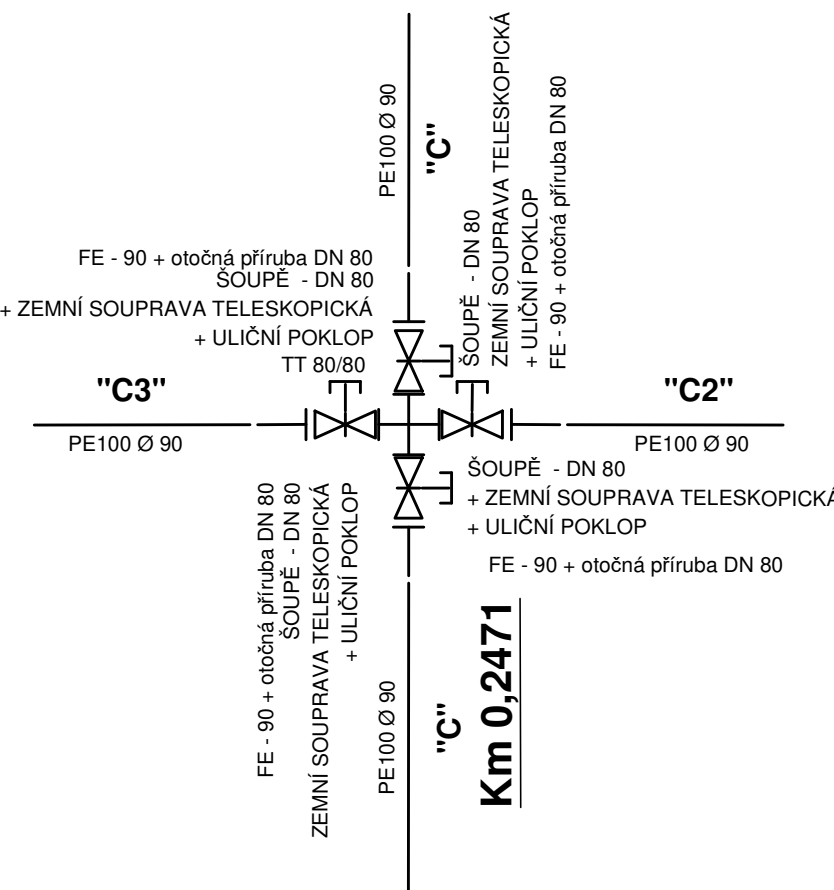 PE100 Ø 90
"C"
ŠOUPĚ - DN 80
ZEMNÍ SOUPRAVA TELESKOPICKÁ
+ ULIČNÍ POKLOP
FE - 90 + otočná příruba DN 80
FE - 90 + otočná příruba DN 80
ŠOUPĚ - DN 80
+ ZEMNÍ SOUPRAVA TELESKOPICKÁ
+ ULIČNÍ POKLOP
TT 80/80
"C3"
PE100 Ø 90
"C2"
PE100 Ø 90
ŠOUPĚ - DN 80
+ ZEMNÍ SOUPRAVA TELESKOPICKÁ
+ ULIČNÍ POKLOP
FE - 90 + otočná příruba DN 80
FE - 90 + otočná příruba DN 80
ŠOUPĚ - DN 80
ZEMNÍ SOUPRAVA TELESKOPICKÁ
+ ULIČNÍ POKLOP
PE100 Ø 90
"C"
Km 0,2471